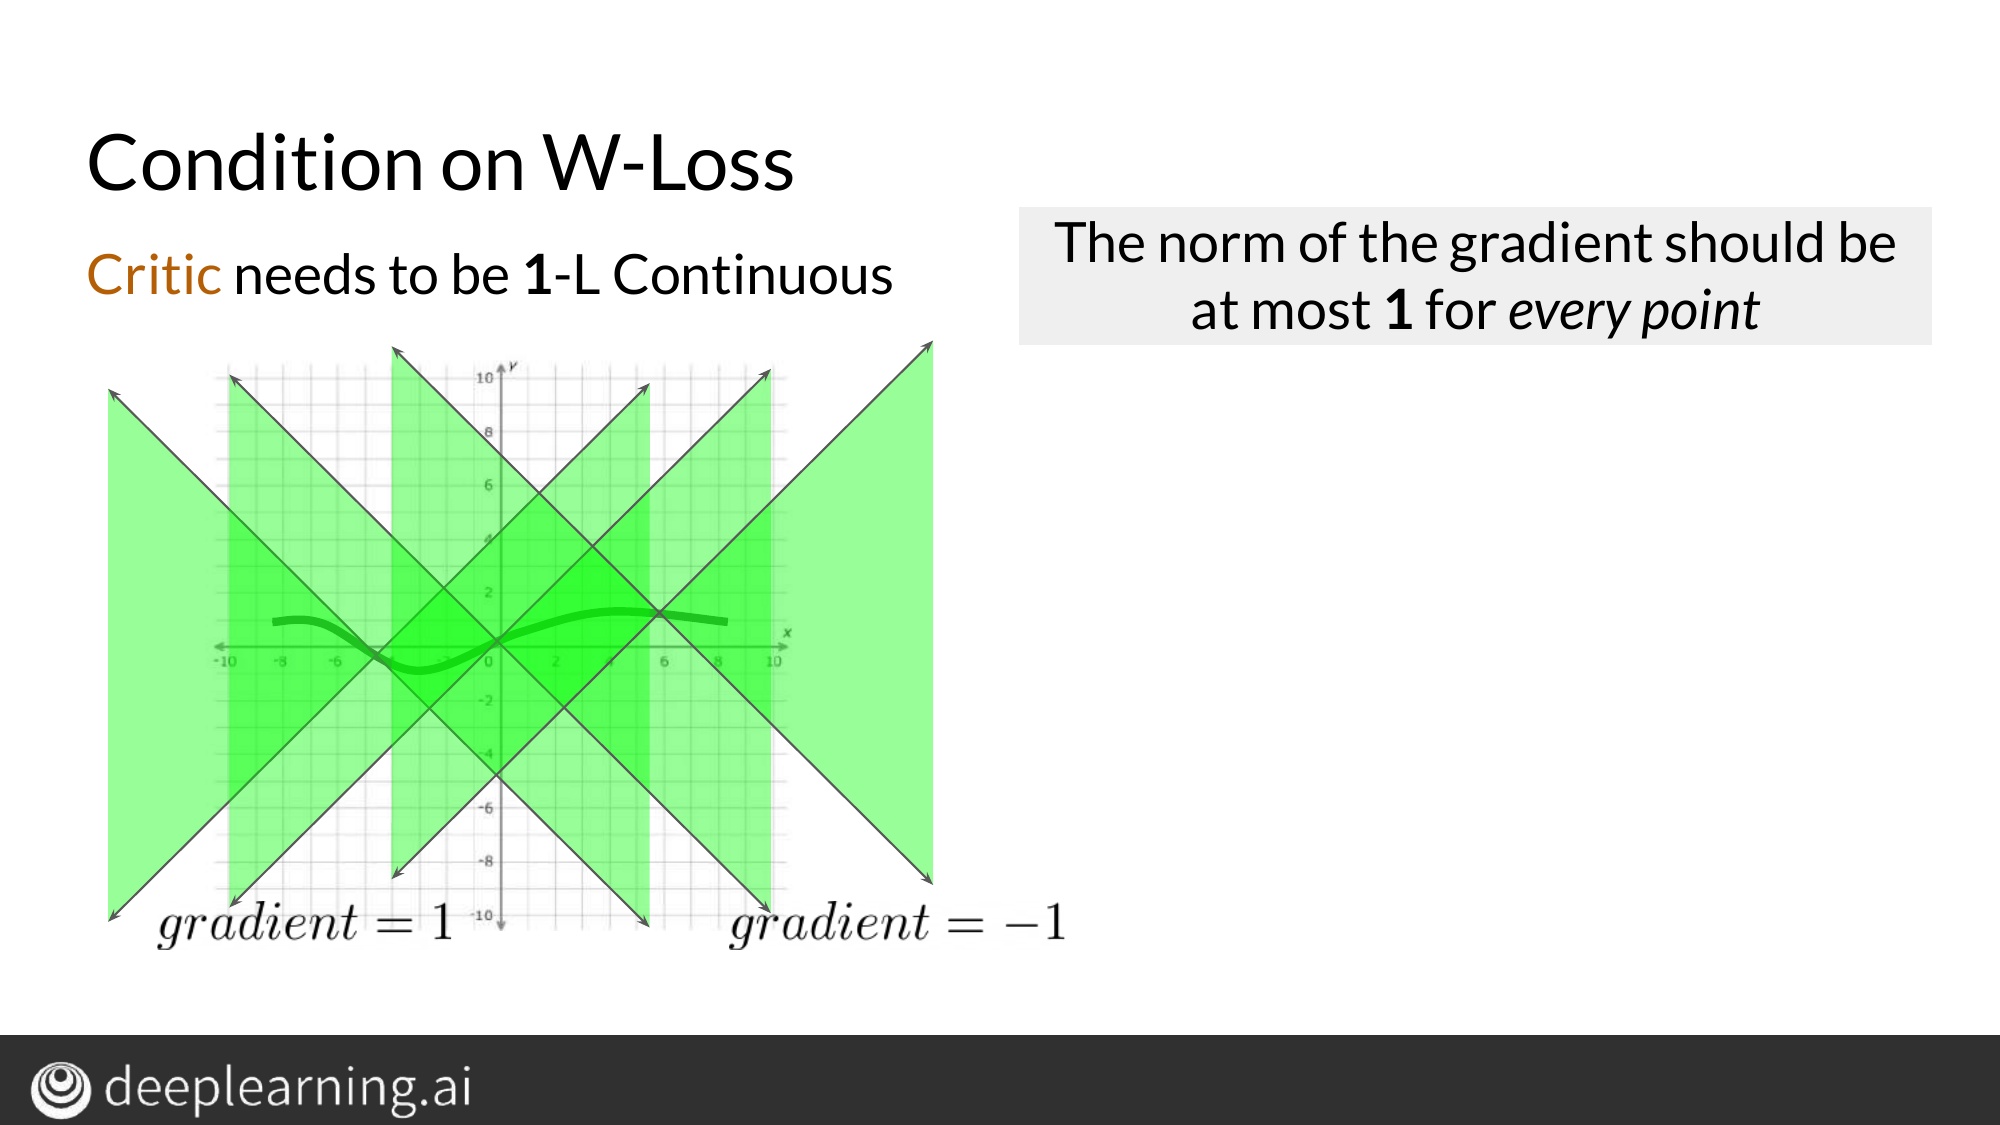 Condition on W-Loss
Critic needs to be 1-L Continuous
The norm of the gradient should be
at most 1 for every point
y
10
8
6
4
2
x
-10 -8 -6 -2 0 2 4 6 8 10
-2
-4
-6
-8
-10
gradient = 1
gradient = −1
deeplearning.ai